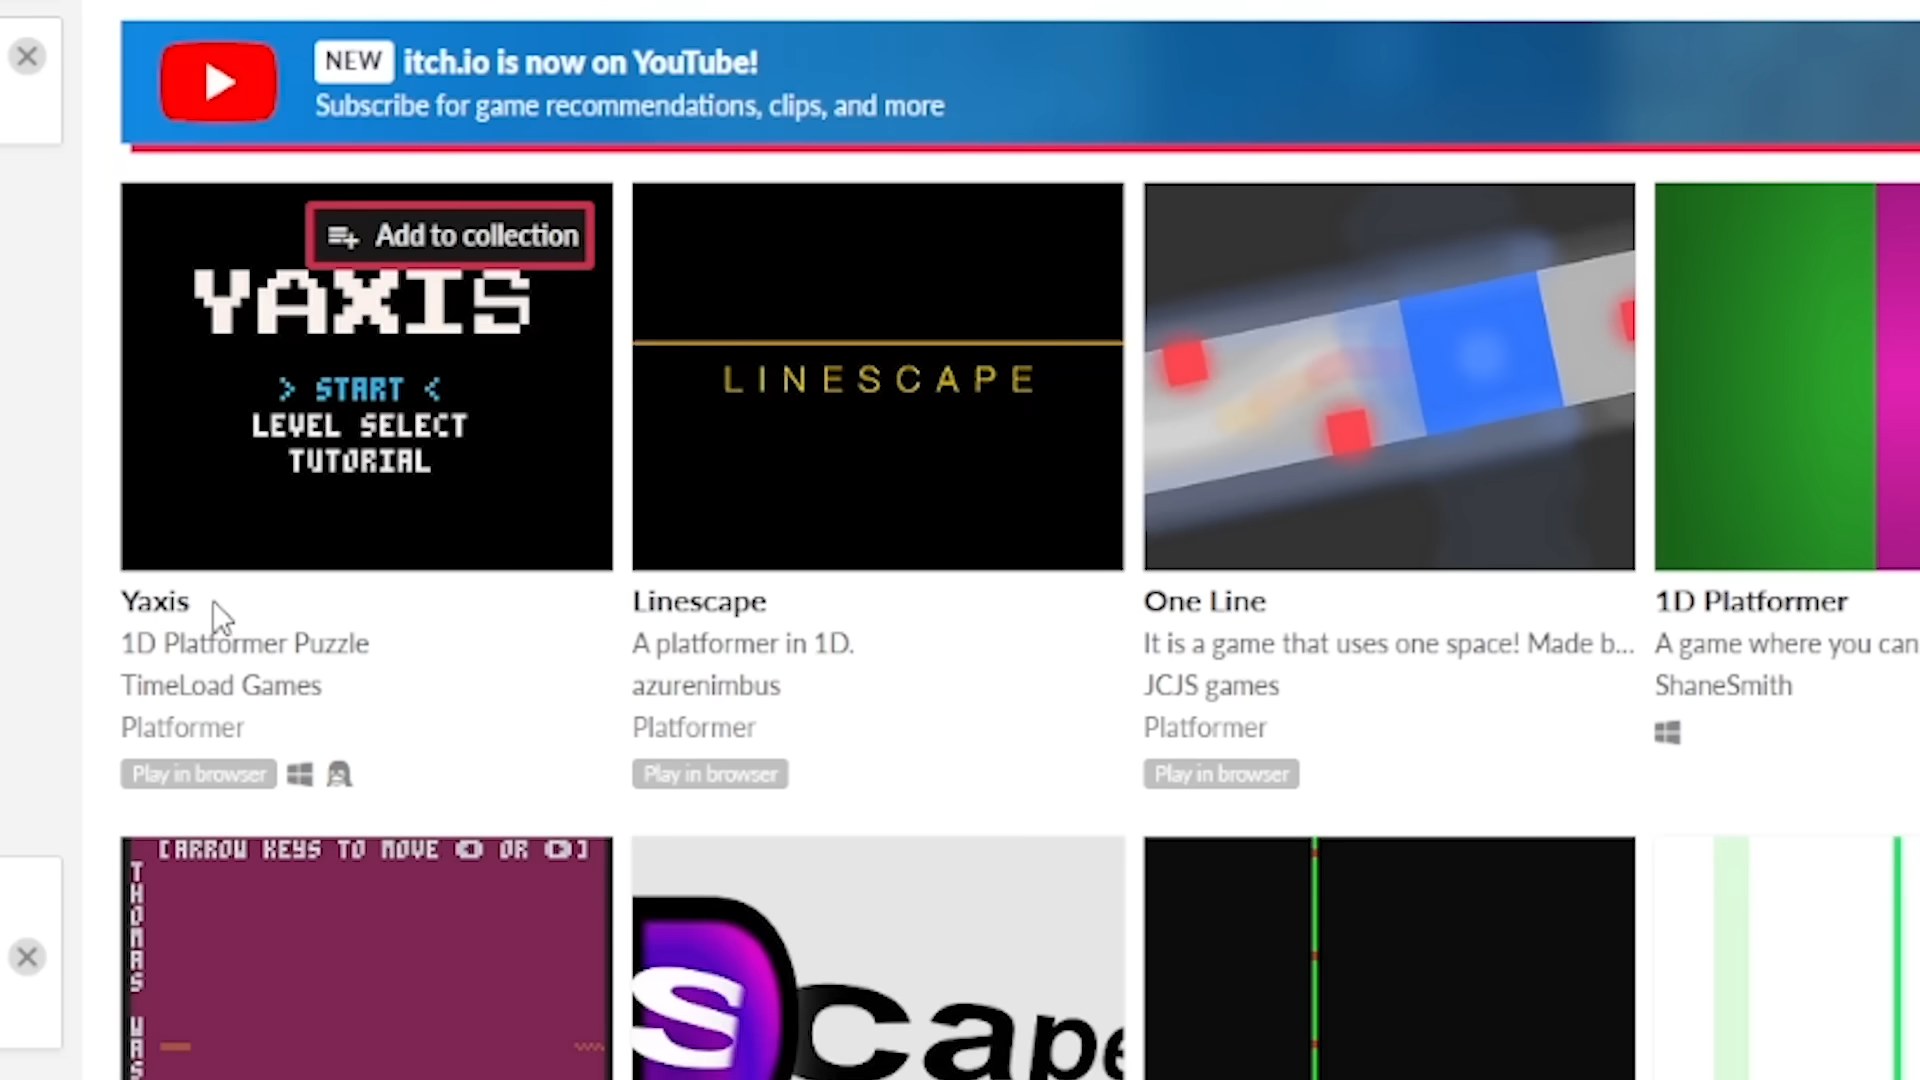 NEW itch.io is now on YouTube!
Subscribe for game recommendations, clips, and more
Add to collection
YAXIS
> START <
LEVEL SELECT
TUTORIAL
LINESCAPE
Yaxis
1D Platformer Puzzle
TimeLoad Games
Platformer
Play in browser
Linescape
A platformer in 1D.
azurenimbus
Platformer
Play in browser
One Line
It is a game that uses one space! Made b...
JCJS games
Platformer
Play in browser
1D Platformer
A game where you can
ShaneSmith
[ARROW KEYS TO MOVE OR ]
THOMAS WAS
scape